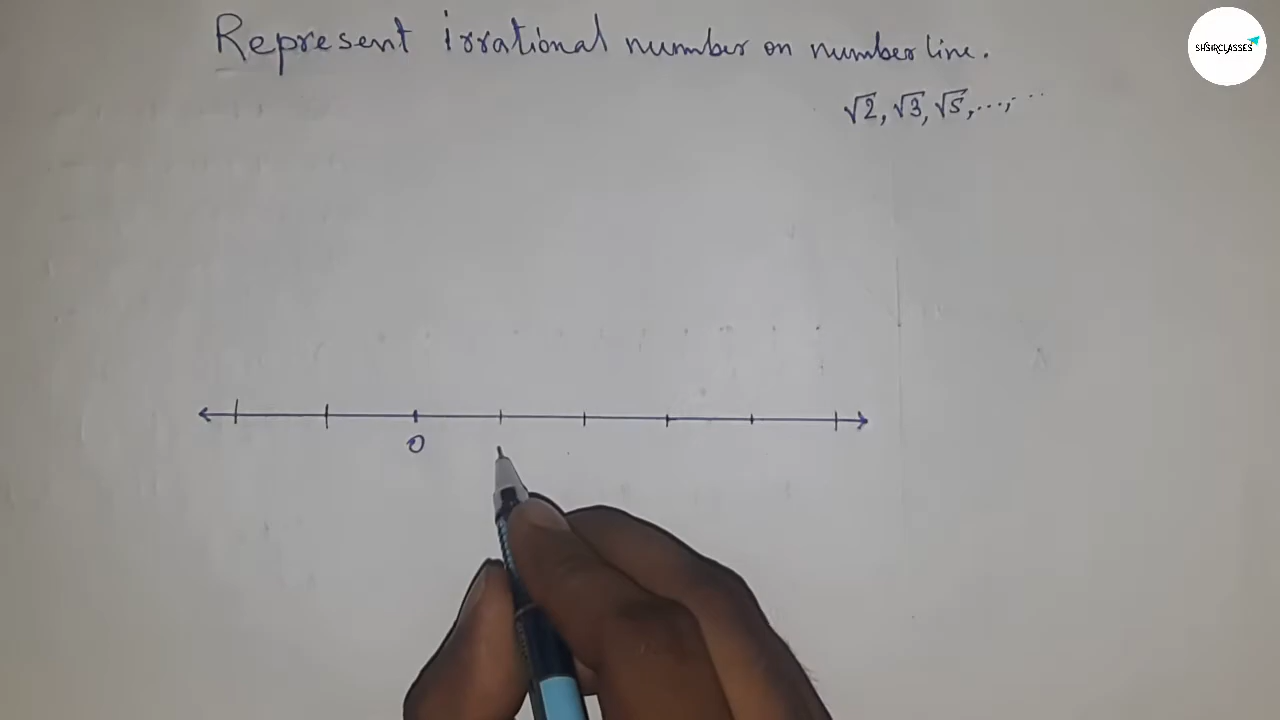 Represent irrational number on number line.
SHSIRCLASSES
√2, √3, √5, ..., ...
0